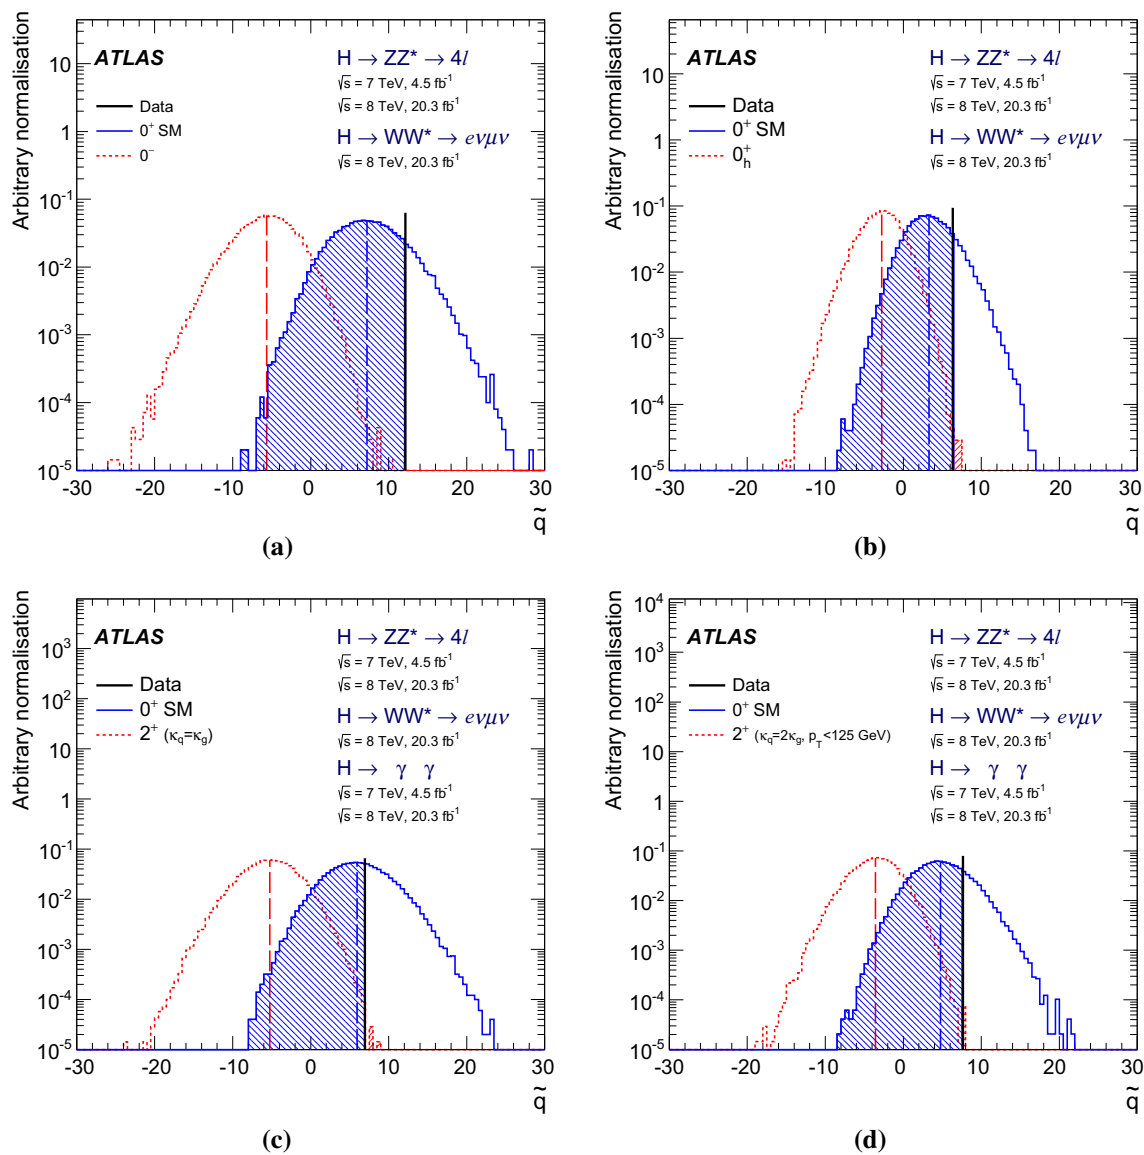 Arbitrary normalisation
10
1
10⁻¹
10⁻²
10⁻³
10⁻⁴
10⁻⁵
ATLAS
Data
0⁺ SM
0⁻
H → ZZ* → 4l
√s = 7 TeV, 4.5 fb⁻¹
√s = 8 TeV, 20.3 fb⁻¹
H → WW* → eνμν
√s = 8 TeV, 20.3 fb⁻¹
-30 -20 -10 0 10 20 30
q̃
(a)
Arbitrary normalisation
10
1
10⁻¹
10⁻²
10⁻³
10⁻⁴
10⁻⁵
ATLAS
Data
0⁺ SM
0⁺ₕ
H → ZZ* → 4l
√s = 7 TeV, 4.5 fb⁻¹
√s = 8 TeV, 20.3 fb⁻¹
H → WW* → eνμν
√s = 8 TeV, 20.3 fb⁻¹
-30 -20 -10 0 10 20 30
q̃
(b)
Arbitrary normalisation
10³
10²
10
1
10⁻¹
10⁻²
10⁻³
10⁻⁴
10⁻⁵
ATLAS
Data
0⁺ SM
2⁺ (κ_q=κ_g)
H → ZZ* → 4l
√s = 7 TeV, 4.5 fb⁻¹
√s = 8 TeV, 20.3 fb⁻¹
H → WW* → eνμν
√s = 8 TeV, 20.3 fb⁻¹
H → γ γ
√s = 7 TeV, 4.5 fb⁻¹
√s = 8 TeV, 20.3 fb⁻¹
-30 -20 -10 0 10 20 30
q̃
(c)
Arbitrary normalisation
10⁴
10³
10²
10
1
10⁻¹
10⁻²
10⁻³
10⁻⁴
10⁻⁵
ATLAS
Data
0⁺ SM
2⁺ (κ_q=2κ_g, p_T<125 GeV)
H → ZZ* → 4l
√s = 7 TeV, 4.5 fb⁻¹
√s = 8 TeV, 20.3 fb⁻¹
H → WW* → eνμν
√s = 8 TeV, 20.3 fb⁻¹
H → γ γ
√s = 7 TeV, 4.5 fb⁻¹
√s = 8 TeV, 20.3 fb⁻¹
-30 -20 -10 0 10 20 30
q̃
(d)